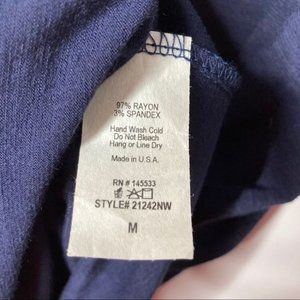 97% RAYON
3% SPANDEX
Hand Wash Cold
Do Not Bleach
Hang or Line Dry
Made in U.S.A.
RN # 145533
STYLE# 21242NW
M